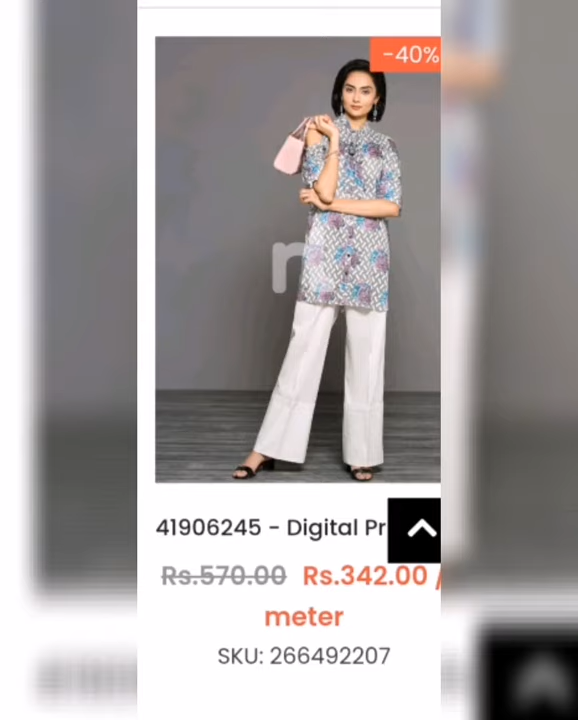 -40%
n
41906245 - Digital Pr
Rs.570.00 Rs.342.00 /
meter
SKU: 266492207